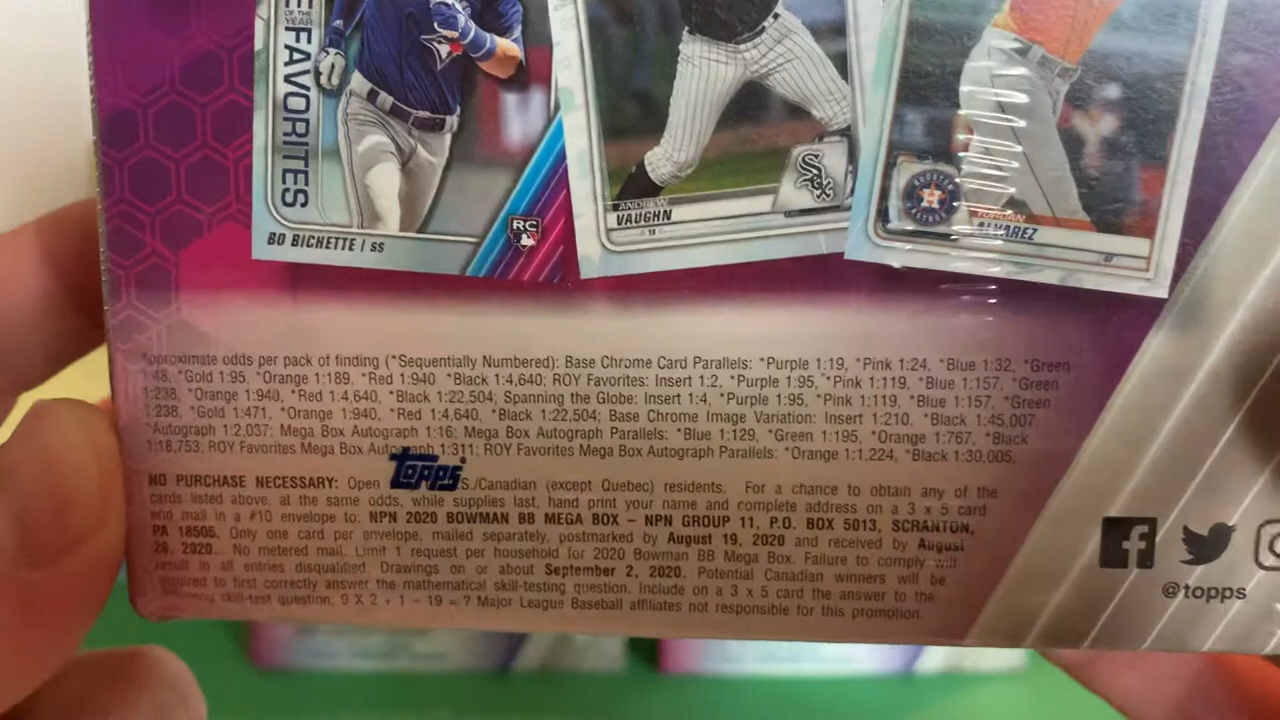 OF THE
YEAR
FAVORITES
BO BICHETTE | SS
RC
ANDREW
VAUGHN
1B
Sox
HOUSTON
ASTROS
YORDAN
ALVAREZ
proximate odds per pack of finding (*Sequentially Numbered): Base Chrome Card Parallels: *Purple 1:19, *Pink 1:24, *Blue 1:32, *Green
48, *Gold 1:95, *Orange 1:189, *Red 1:940, *Black 1:4,640; ROY Favorites: Insert 1:2, *Purple 1:95, *Pink 1:119, *Blue 1:157, *Green
1:238, *Orange 1:940, *Red 1:4,640, *Black 1:22,504; Spanning the Globe: Insert 1:4, *Purple 1:95, *Pink 1:119, *Blue 1:157, *Green
1:238, *Gold 1:471, *Orange 1:940, *Red 1:4,640, *Black 1:22,504; Base Chrome Image Variation: Insert 1:210, *Black 1:45,007,
*Autograph 1:2,037; Mega Box Autograph 1:16; Mega Box Autograph Parallels: *Blue 1:129, *Green 1:195, *Orange 1:767, *Black
1:18,753; ROY Favorites Mega Box Autograph 1:311; ROY Favorites Mega Box Autograph Parallels: *Orange 1:1,224, *Black 1:30,005.
Topps
NO PURCHASE NECESSARY: Open S./Canadian (except Quebec) residents. For a chance to obtain any of the
cards listed above, at the same odds, while supplies last, hand print your name and complete address on a 3 x 5 card
and mail in a #10 envelope to: NPN 2020 BOWMAN BB MEGA BOX – NPN GROUP 11, P.O. BOX 5013, SCRANTON,
PA 18505. Only one card per envelope, mailed separately, postmarked by August 19, 2020 and received by August
26, 2020. No metered mail. Limit 1 request per household for 2020 Bowman BB Mega Box. Failure to comply will
result in all entries disqualified. Drawings on or about September 2, 2020. Potential Canadian winners will be
required to first correctly answer the mathematical skill-testing question. Include on a 3 x 5 card the answer to the
skill-test question: 9 X 2 + 1 – 19 = ? Major League Baseball affiliates not responsible for this promotion.
@topps